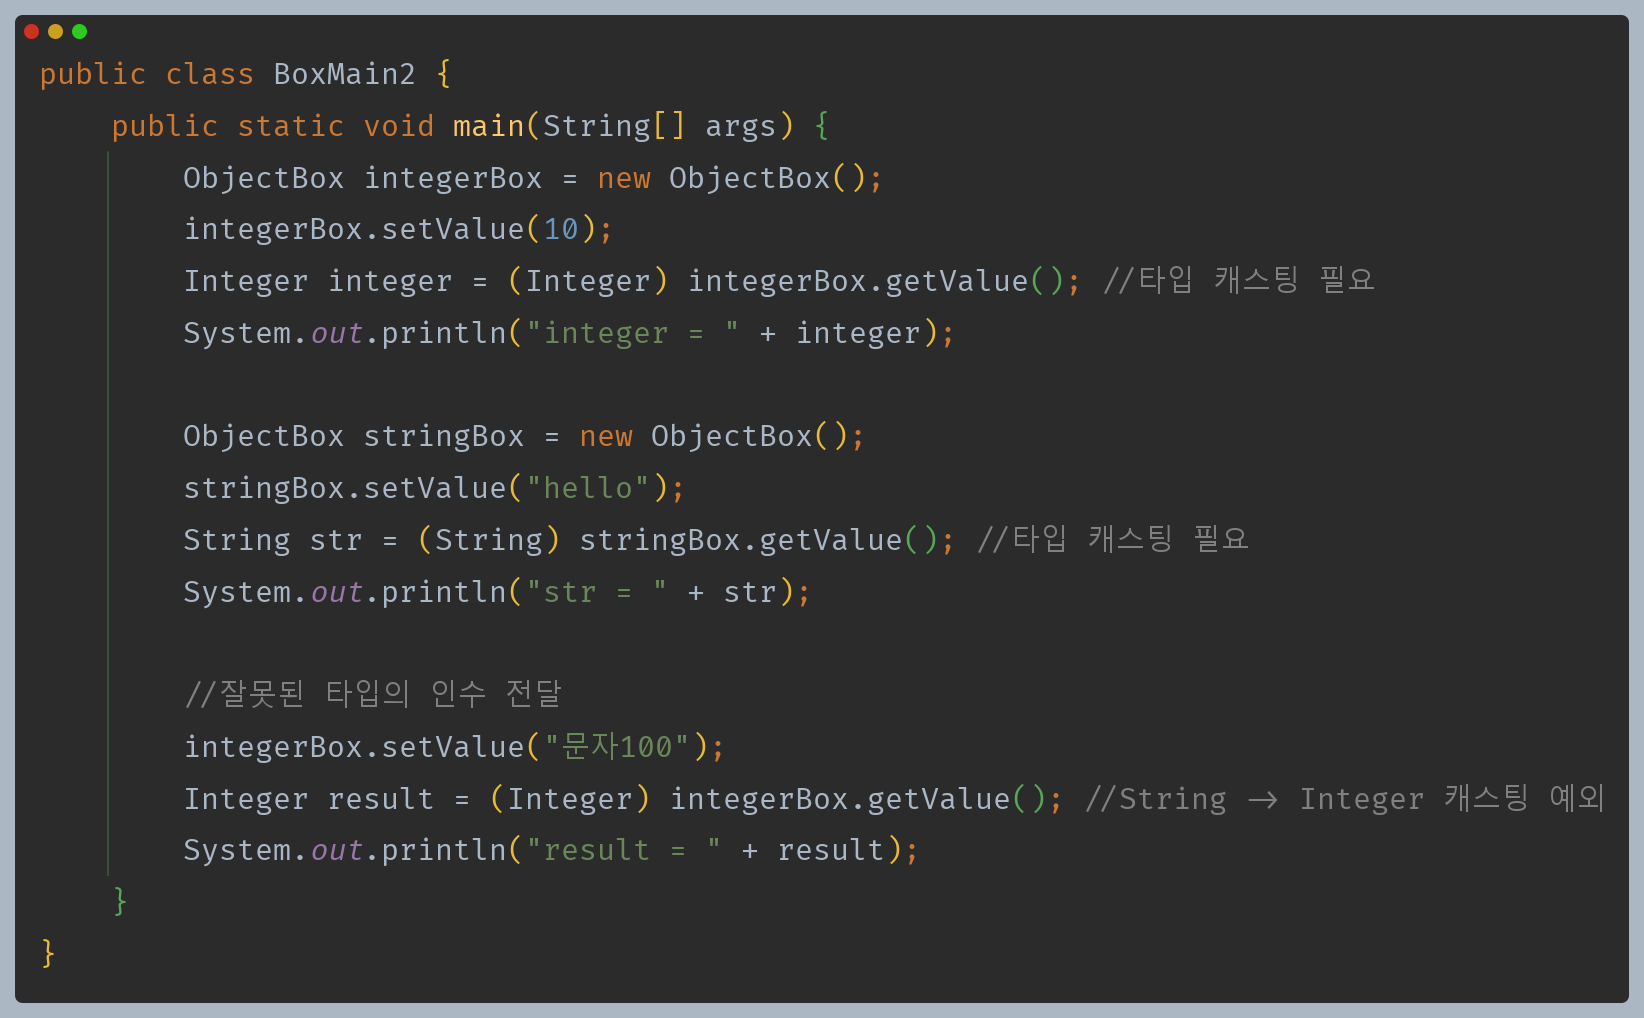 public class BoxMain2 {
    public static void main(String[] args) {
        ObjectBox integerBox = new ObjectBox();
        integerBox.setValue(10);
        Integer integer = (Integer) integerBox.getValue(); //타입 캐스팅 필요
        System.out.println("integer = " + integer);

        ObjectBox stringBox = new ObjectBox();
        stringBox.setValue("hello");
        String str = (String) stringBox.getValue(); //타입 캐스팅 필요
        System.out.println("str = " + str);

        //잘못된 타입의 인수 전달
        integerBox.setValue("문자100");
        Integer result = (Integer) integerBox.getValue(); //String -> Integer 캐스팅 예외
        System.out.println("result = " + result);
    }
}